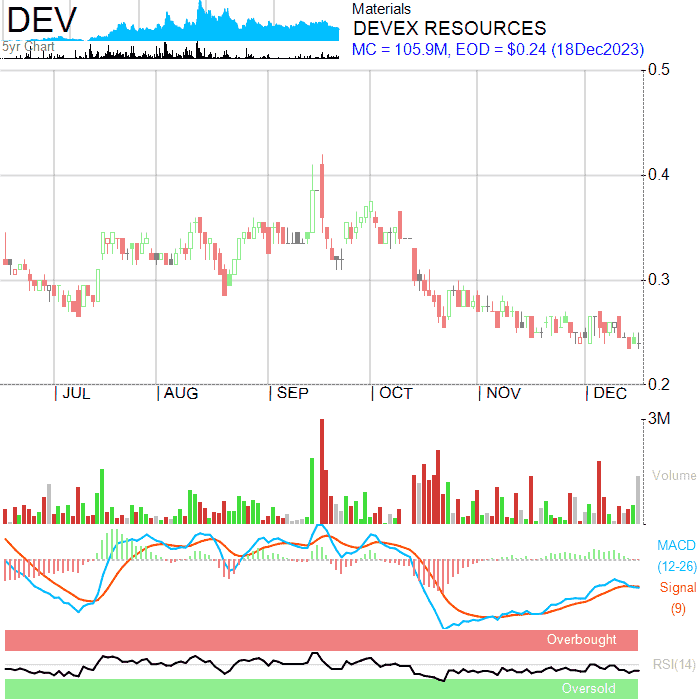 DEV
5yr Chart
Materials
DEVEX RESOURCES
MC = 105.9M, EOD = $0.24 (18Dec2023)
0.5
0.4
0.3
0.2
JUL
AUG
SEP
OCT
NOV
DEC
3M
Volume
MACD
(12-26)
Signal
(9)
Overbought
RSI(14)
Oversold